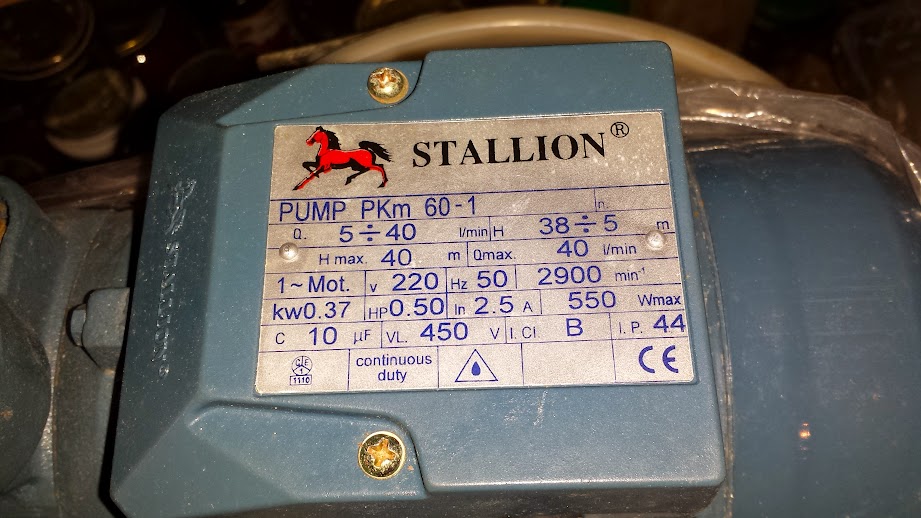 STALLION®
PUMP PKm 60-1 n.
Q. 5÷40 l/min H 38÷5 m
H max. 40 m Qmax. 40 l/min
1~Mot. V 220 Hz 50 2900 min⁻¹
kw0.37 HP0.50 In 2.5 A 550 Wmax
C 10 µF VL. 450 V I.Cl B I.P. 44
1
1110
continuous
duty
CE